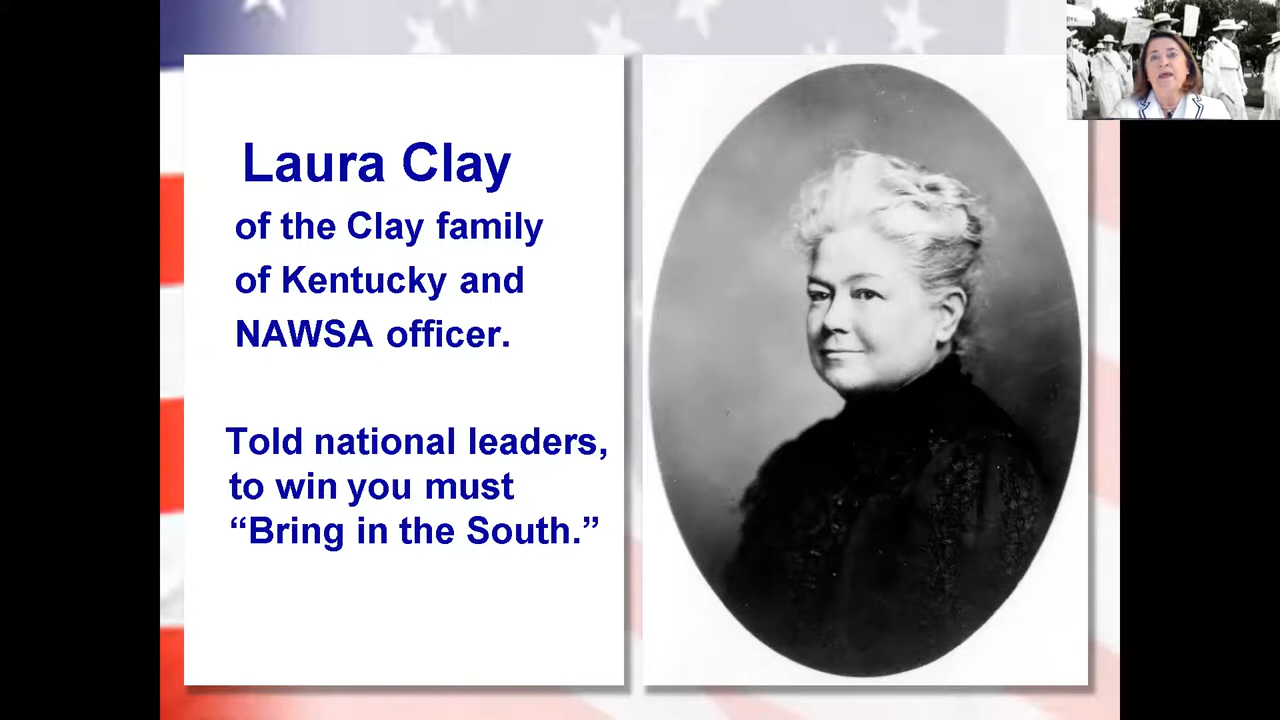 Laura Clay
of the Clay family
of Kentucky and
NAWSA officer.
Told national leaders,
to win you must
“Bring in the South.”